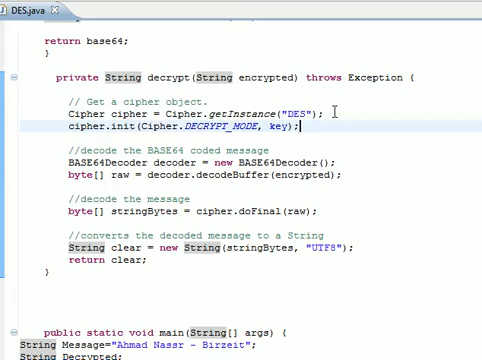 DES.java
return base64;
}
private String decrypt(String encrypted) throws Exception {
// Get a cipher object.
Cipher cipher = Cipher.getInstance("DES");
cipher.init(Cipher.DECRYPT_MODE, key);
//decode the BASE64 coded message
BASE64Decoder decoder = new BASE64Decoder();
byte[] raw = decoder.decodeBuffer(encrypted);
//decode the message
byte[] stringBytes = cipher.doFinal(raw);
//converts the decoded message to a String
String clear = new String(stringBytes, "UTF8");
return clear;
}
public static void main(String[] args) {
String Message="Ahmad Nassr - Birzeit";
String Decrypted;